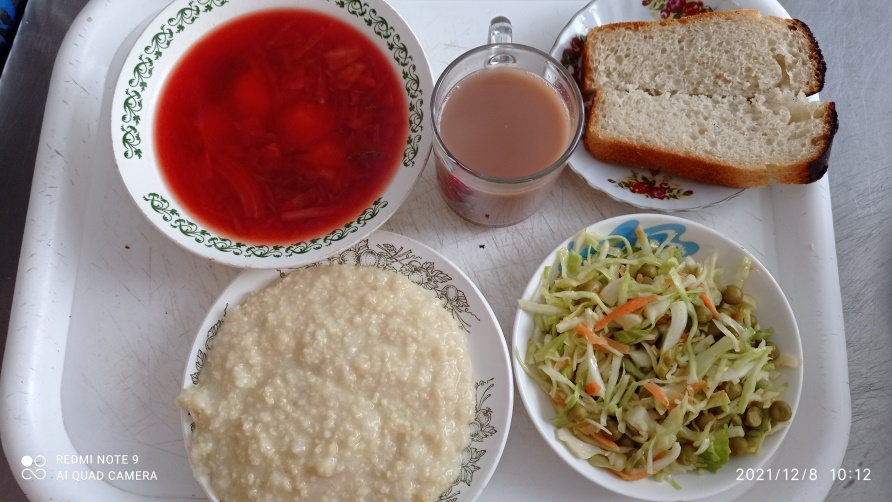 REDMI NOTE 9
AI QUAD CAMERA
2021/12/8 10:12